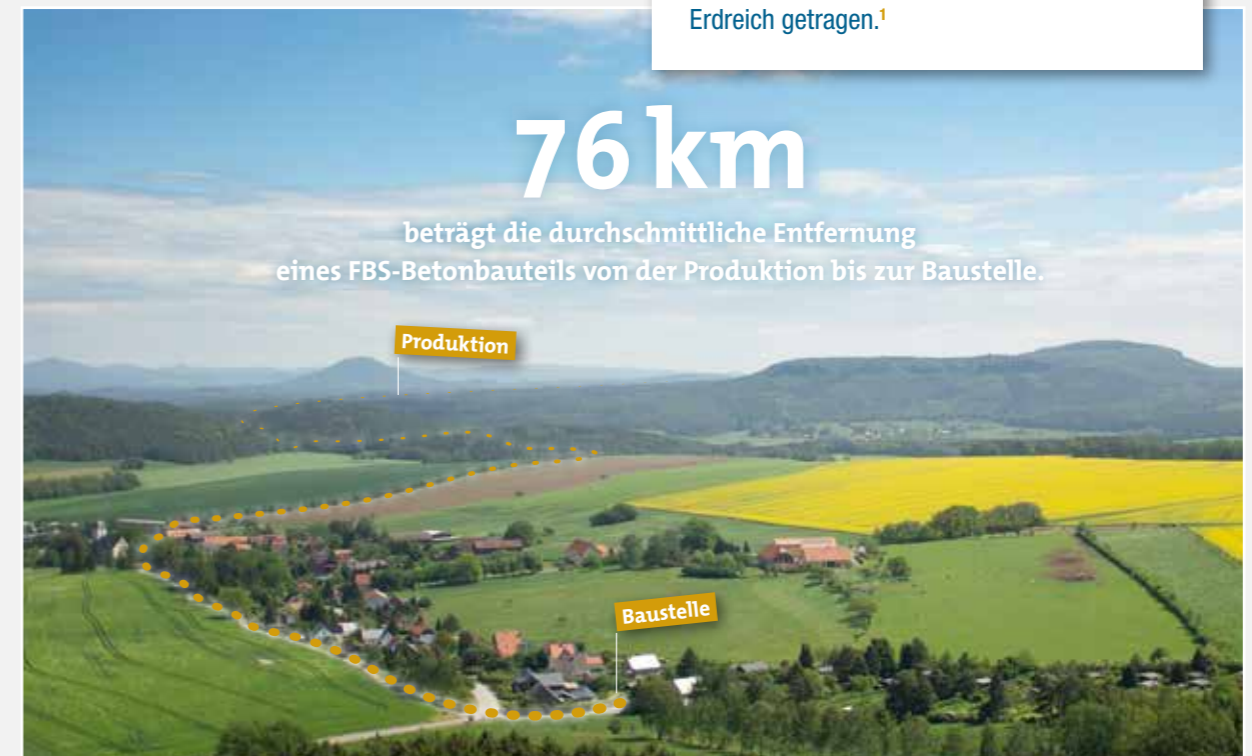 Erdreich getragen.¹
76 km
beträgt die durchschnittliche Entfernung
eines FBS-Betonbauteils von der Produktion bis zur Baustelle.
Produktion
Baustelle